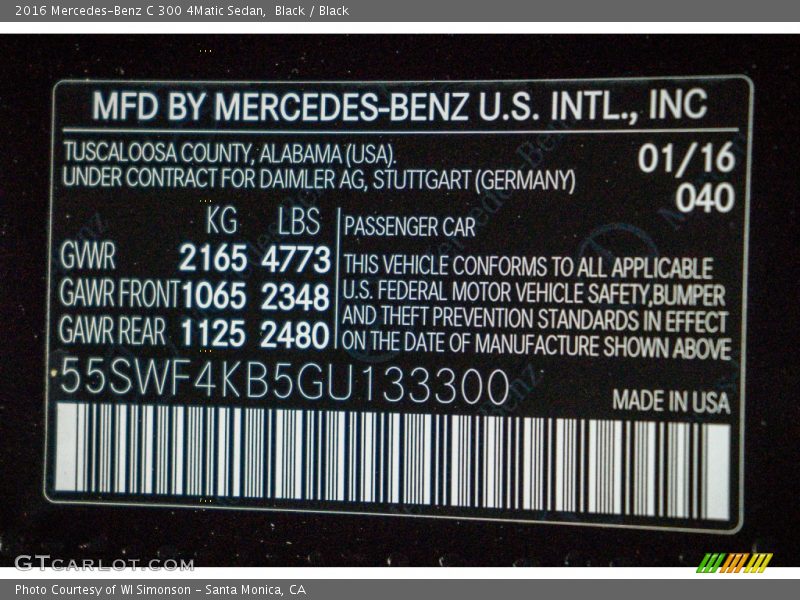 2016 Mercedes-Benz C 300 4Matic Sedan,  Black / Black
MFD BY MERCEDES-BENZ U.S. INTL., INC
TUSCALOOSA COUNTY, ALABAMA (USA). 01/16
UNDER CONTRACT FOR DAIMLER AG, STUTTGART (GERMANY) 040
KG LBS PASSENGER CAR
GWR 2165 4773 THIS VEHICLE CONFORMS TO ALL APPLICABLE
GAWR FRONT 1065 2348 U.S. FEDERAL MOTOR VEHICLE SAFETY,BUMPER
GAWR REAR 1125 2480 AND THEFT PREVENTION STANDARDS IN EFFECT
ON THE DATE OF MANUFACTURE SHOWN ABOVE
55SWF4KB5GU133300
MADE IN USA
GTCARLOT.COM
Photo Courtesy of WI Simonson - Santa Monica, CA